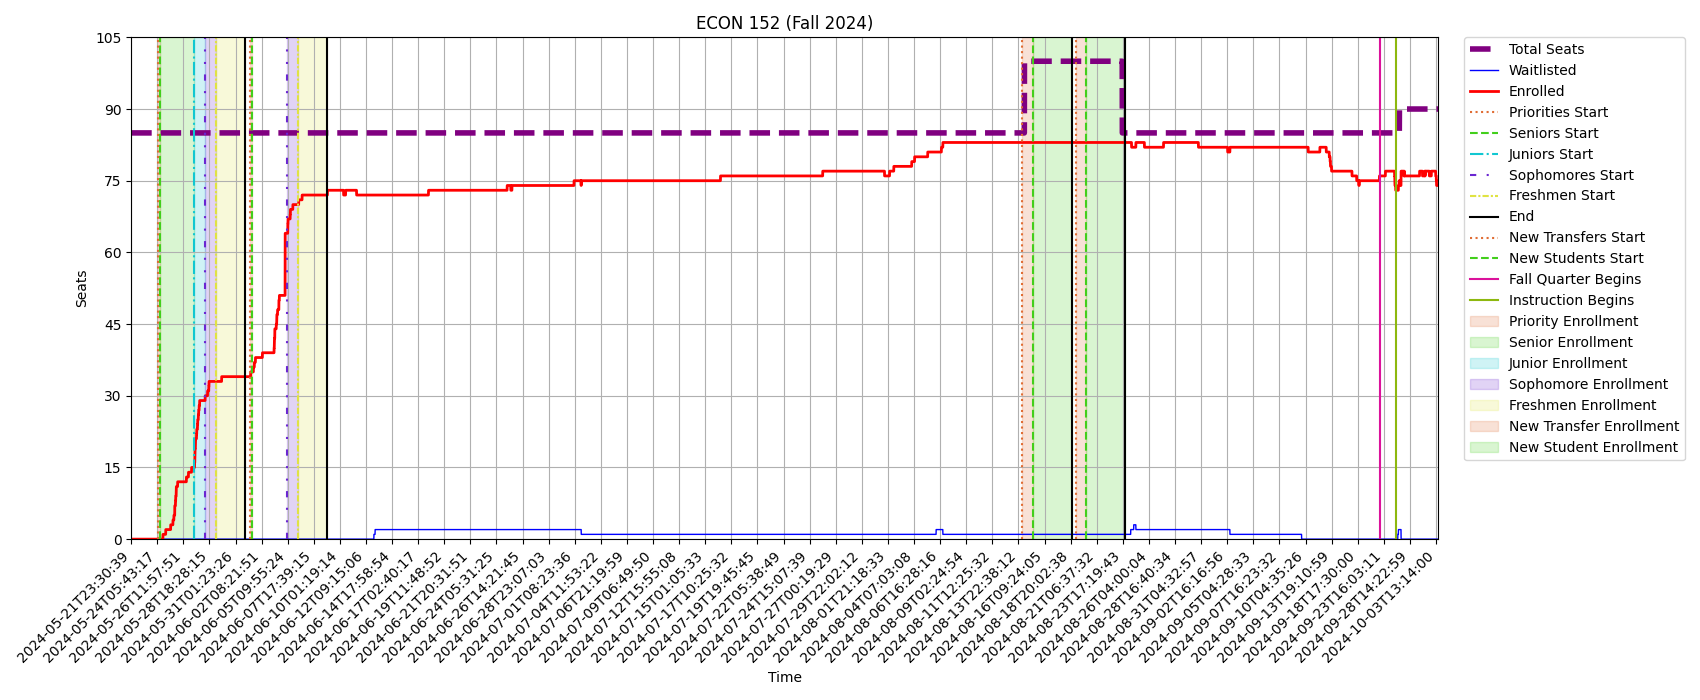 ECON 152 (Fall 2024)
105
90
75
60
45
30
15
0
Seats
2024-05-21T23:30:39
2024-05-24T05:43:17
2024-05-26T11:57:51
2024-05-28T18:28:15
2024-05-31T01:23:26
2024-06-02T08:21:51
2024-06-05T09:55:24
2024-06-07T17:39:15
2024-06-10T01:19:14
2024-06-12T09:15:06
2024-06-14T17:58:54
2024-06-17T02:40:17
2024-06-19T11:48:52
2024-06-21T20:31:51
2024-06-24T05:31:25
2024-06-26T14:21:45
2024-06-28T23:07:03
2024-07-01T08:23:36
2024-07-04T11:53:22
2024-07-06T21:19:59
2024-07-09T06:49:50
2024-07-12T15:55:08
2024-07-15T01:05:33
2024-07-17T10:25:32
2024-07-19T19:45:45
2024-07-22T05:38:49
2024-07-24T15:07:39
2024-07-27T00:19:29
2024-07-29T22:02:12
2024-08-01T21:18:33
2024-08-04T07:03:08
2024-08-06T16:28:16
2024-08-09T02:24:54
2024-08-11T12:25:32
2024-08-13T22:38:12
2024-08-16T09:24:05
2024-08-18T20:02:38
2024-08-21T06:37:32
2024-08-23T17:19:43
2024-08-26T04:00:04
2024-08-28T16:40:34
2024-08-31T04:32:57
2024-09-02T16:16:56
2024-09-05T04:28:33
2024-09-07T16:23:32
2024-09-10T04:35:26
2024-09-13T19:10:59
2024-09-18T17:30:00
2024-09-23T16:03:11
2024-09-28T14:22:59
2024-10-03T13:14:00
Time
Total Seats
Waitlisted
Enrolled
Priorities Start
Seniors Start
Juniors Start
Sophomores Start
Freshmen Start
End
New Transfers Start
New Students Start
Fall Quarter Begins
Instruction Begins
Priority Enrollment
Senior Enrollment
Junior Enrollment
Sophomore Enrollment
Freshmen Enrollment
New Transfer Enrollment
New Student Enrollment